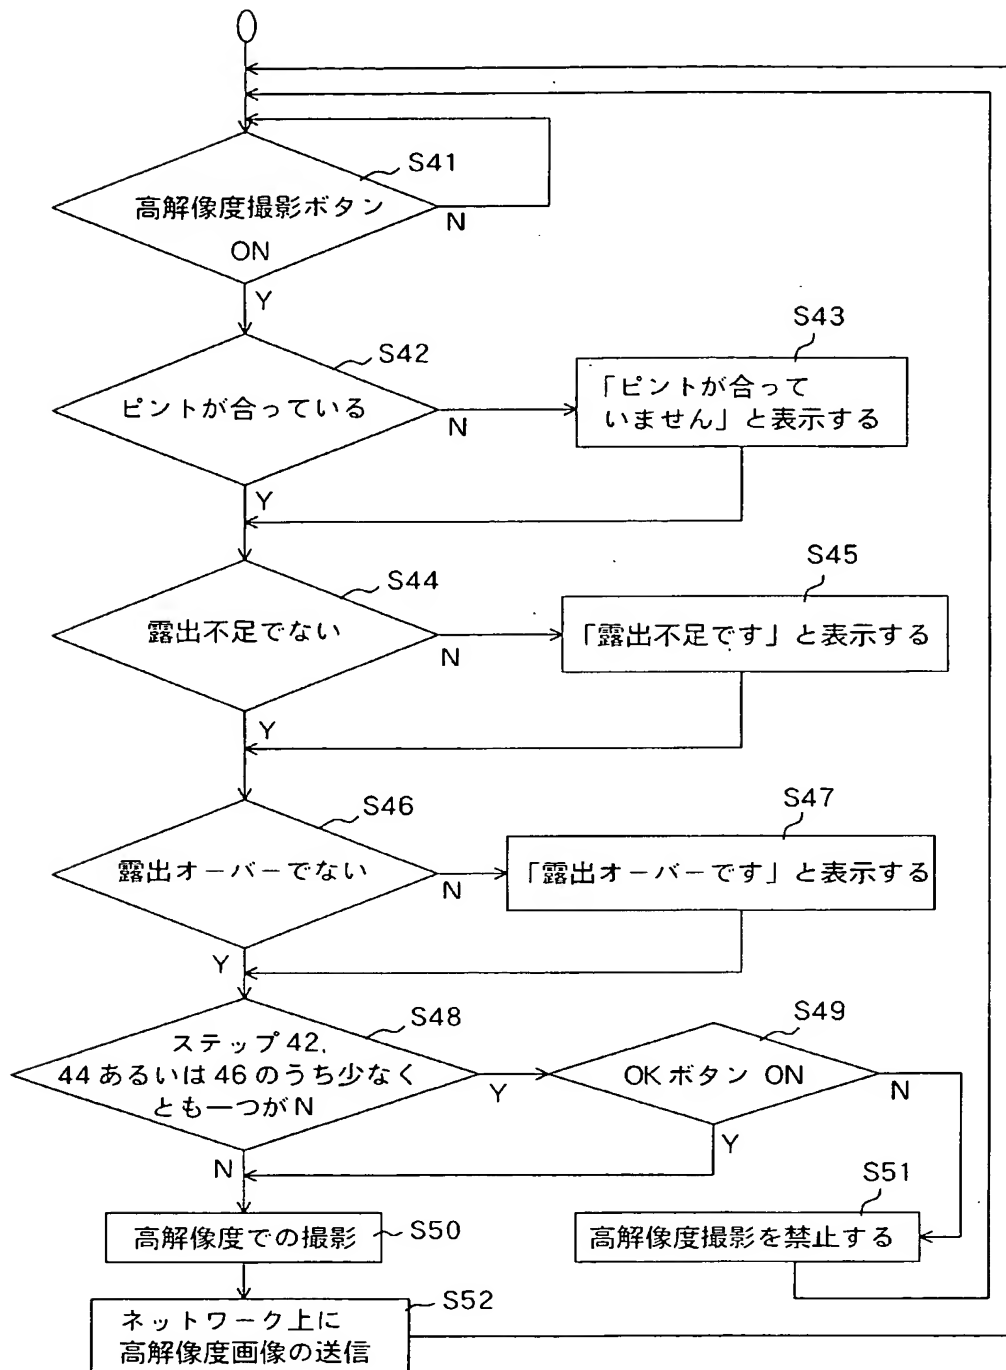 S41
高解像度撮影ボタン
ON
N
Y
S42
ピントが合っている
N
Y
S43
「ピントが合って
いません」と表示する
S44
露出不足でない
N
Y
S45
「露出不足です」と表示する
S46
露出オーバーでない
N
Y
S47
「露出オーバーです」と表示する
S48
ステップ42,
44あるいは46のうち少なく
とも一つがN
Y
N
S49
OKボタン ON
N
Y
S50
高解像度での撮影
S51
高解像度撮影を禁止する
S52
ネットワーク上に
高解像度画像の送信